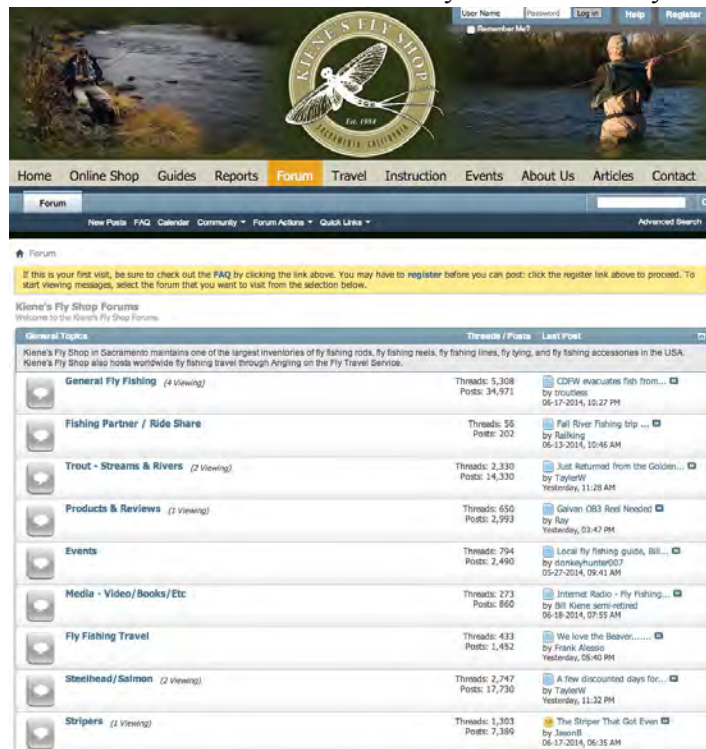 User Name Password Log in Help Register
Remember Me?
KIENE'S FLY SHOP
Est. 1984
SACRAMENTO, CALIFORNIA
Home Online Shop Guides Reports Forum Travel Instruction Events About Us Articles Contact
Forum
New Posts FAQ Calendar Community Forum Actions Quick Links Advanced Search
Forum
If this is your first visit, be sure to check out the FAQ by clicking the link above. You may have to register before you can post: click the register link above to proceed. To
start viewing messages, select the forum that you want to visit from the selection below.
Kiene's Fly Shop Forums
Welcome to the Kiene's Fly Shop Forums.
General Topics Threads / Posts Last Post
Kiene's Fly Shop in Sacramento maintains one of the largest inventories of fly fishing rods, fly fishing reels, fly fishing lines, fly tying, and fly fishing accessories in the USA.
Kiene's Fly Shop also hosts worldwide fly fishing travel through Angling on the Fly Travel Service.
General Fly Fishing (4 Viewing) Threads: 5,308 CDFW evacuates fish from...
Posts: 34,971 by troutless
06-17-2014, 10:27 PM
Fishing Partner / Ride Share Threads: 56 Fall River Fishing trip ...
Posts: 202 by Railking
06-13-2014, 10:46 AM
Trout - Streams & Rivers (2 Viewing) Threads: 2,330 Just Returned from the Golden...
Posts: 14,330 by TaylerW
Yesterday, 11:28 AM
Products & Reviews (1 Viewing) Threads: 650 Galvan OB3 Reel Needed
Posts: 2,993 by Ray
Yesterday, 03:47 PM
Events Threads: 794 Local fly fishing guide, Bill...
Posts: 2,490 by donkeyhunter007
05-27-2014, 09:41 AM
Media - Video/Books/Etc Threads: 273 Internet Radio - Fly Fishing...
Posts: 860 by Bill Kiene semi-retired
06-18-2014, 07:55 AM
Fly Fishing Travel Threads: 433 We love the Beaver.......
Posts: 1,452 by Frank Alessio
Yesterday, 05:40 PM
Steelhead/Salmon (2 Viewing) Threads: 2,747 A few discounted days for...
Posts: 17,730 by TaylerW
Yesterday, 11:32 PM
Stripers (1 Viewing) Threads: 1,303 The Striper That Got Even
Posts: 7,389 by JasonB
06-17-2014, 06:35 AM